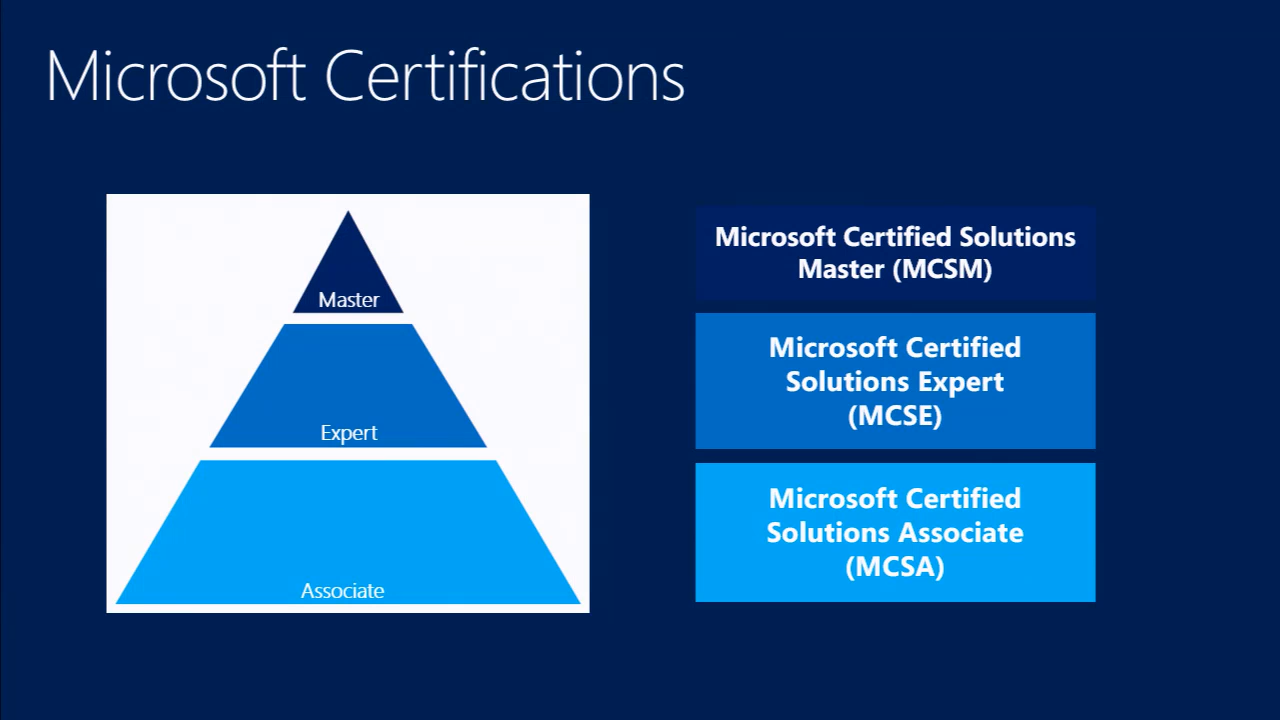 Microsoft Certifications
Master
Expert
Associate
Microsoft Certified Solutions
Master (MCSM)
Microsoft Certified
Solutions Expert
(MCSE)
Microsoft Certified
Solutions Associate
(MCSA)